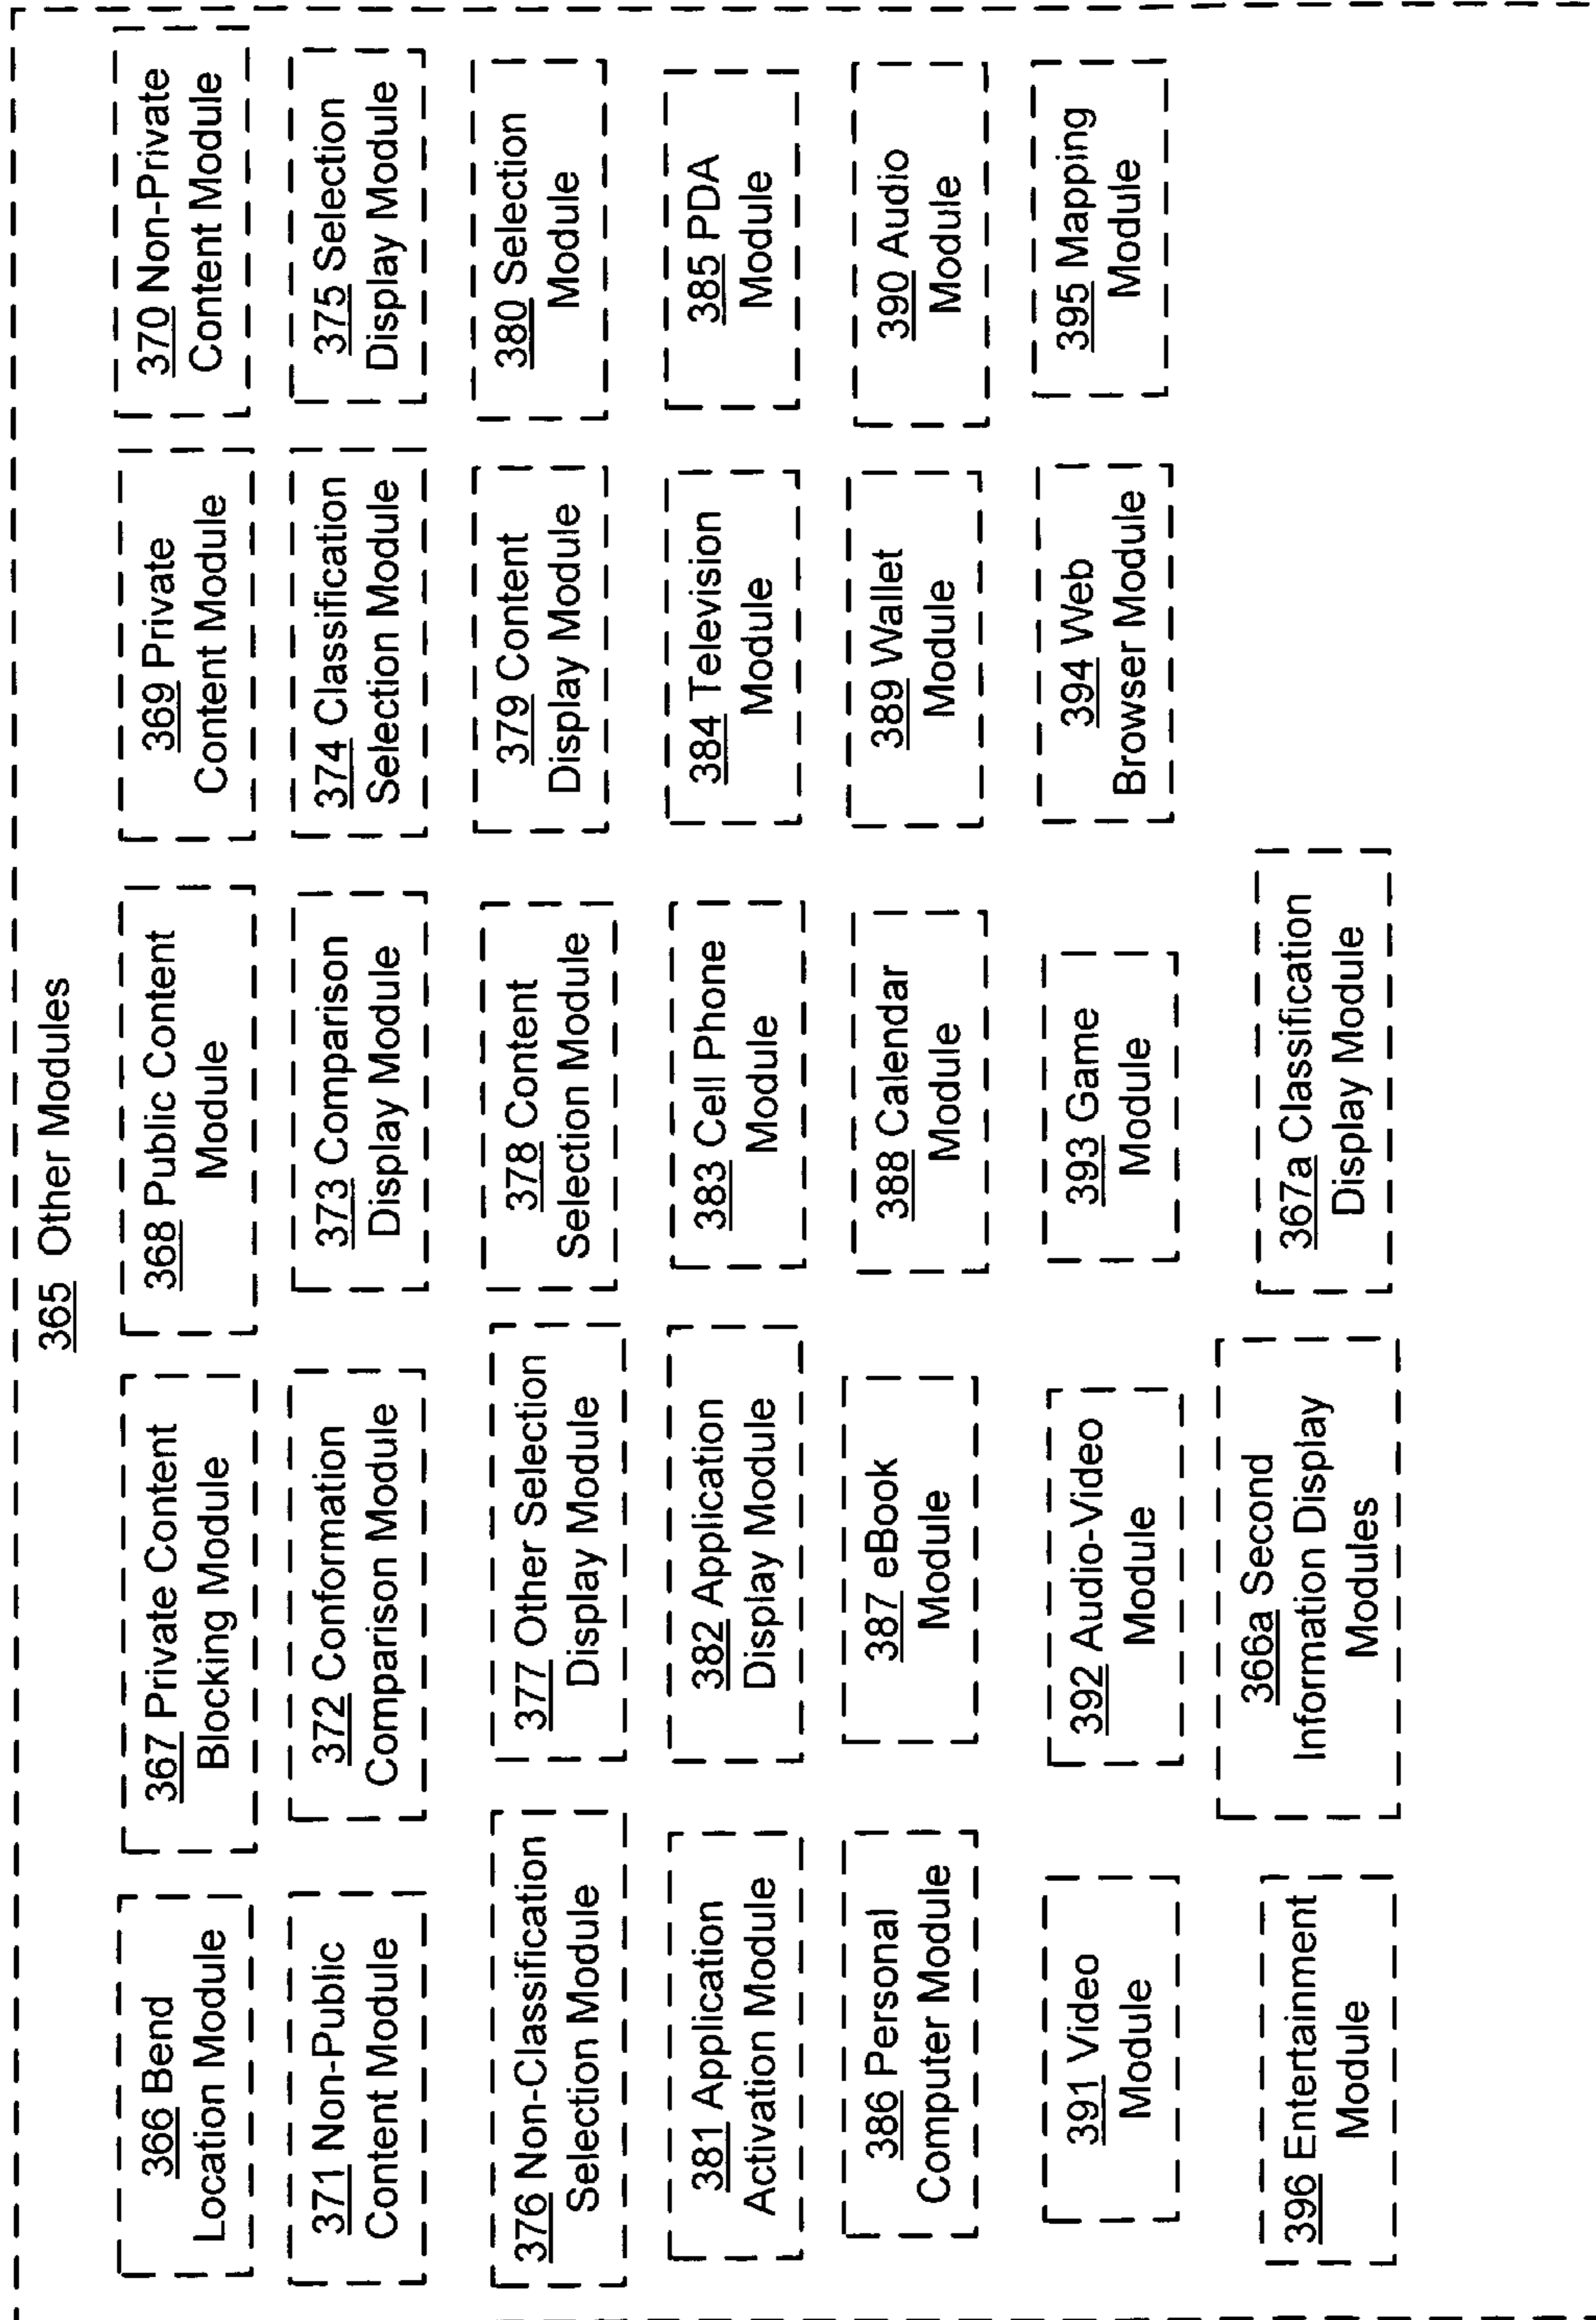 365 Other Modules
366 Bend
Location Module
367 Private Content
Blocking Module
368 Public Content
Module
369 Private
Content Module
370 Non-Private
Content Module
371 Non-Public
Content Module
372 Conformation
Comparison Module
373 Comparison
Display Module
374 Classification
Selection Module
375 Selection
Display Module
376 Non-Classification
Selection Module
377 Other Selection
Display Module
378 Content
Selection Module
379 Content
Display Module
380 Selection
Module
381 Application
Activation Module
382 Application
Display Module
383 Cell Phone
Module
384 Television
Module
385 PDA
Module
386 Personal
Computer Module
387 eBook
Module
388 Calendar
Module
389 Wallet
Module
390 Audio
Module
391 Video
Module
392 Audio-Video
Module
393 Game
Module
394 Web
Browser Module
395 Mapping
Module
396 Entertainment
Module
366a Second
Information Display
Modules
367a Classification
Display Module